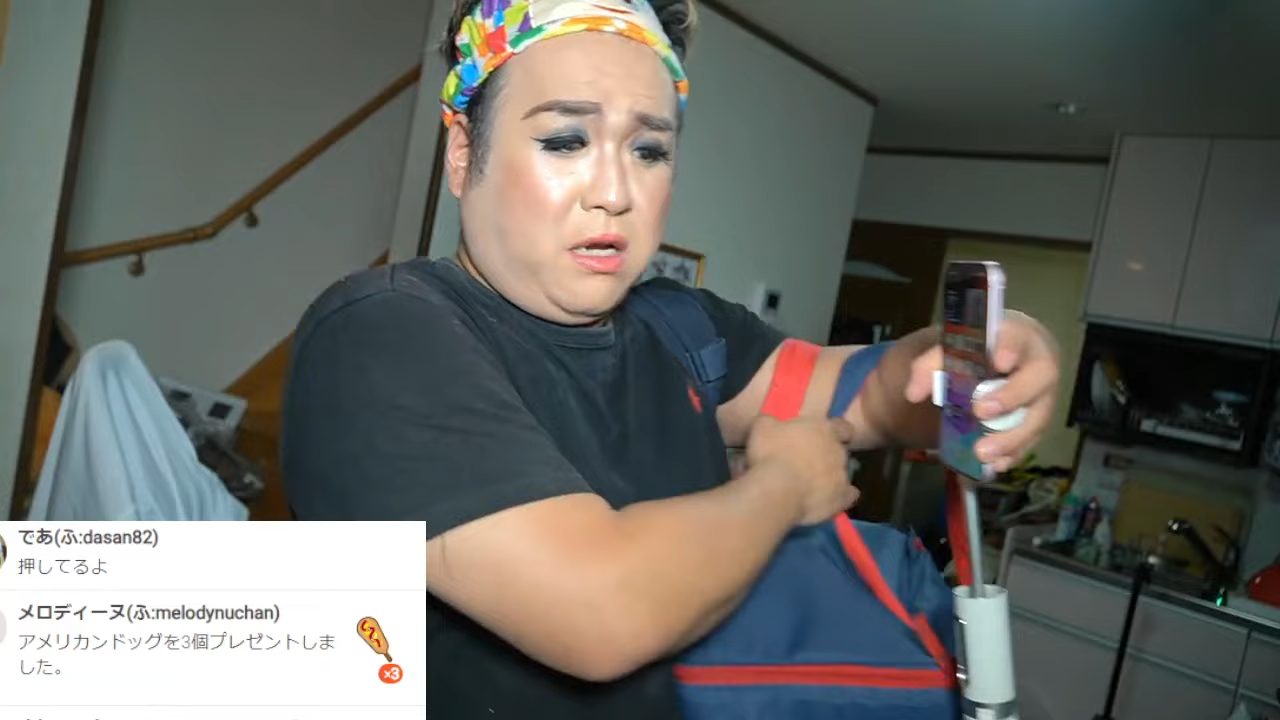 であ(ふ:dasan82)
押してるよ
メロディーヌ(ふ:melodynuchan)
アメリカンドッグを3個プレゼントしま
した。
x3